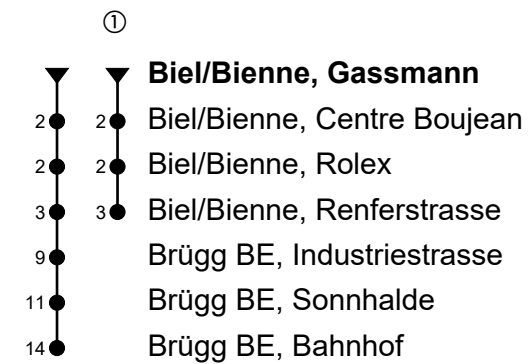 ①
Biel/Bienne, Gassmann
2 2 Biel/Bienne, Centre Boujean
2 2 Biel/Bienne, Rolex
3 3 Biel/Bienne, Renferstrasse
9 Brügg BE, Industriestrasse
11 Brügg BE, Sonnhalde
14 Brügg BE, Bahnhof